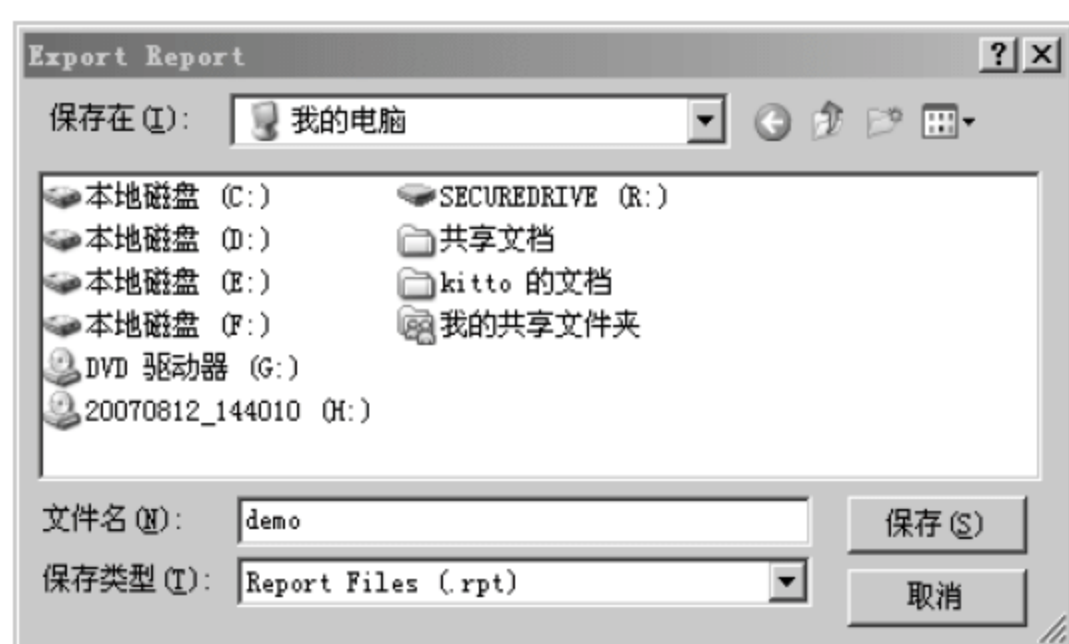 Export Report
保存在(I): 我的电脑
本地磁盘 (C:) SECUREDRIVE (R:)
本地磁盘 (D:) 共享文档
本地磁盘 (E:) kitto 的文档
本地磁盘 (F:) 我的共享文件夹
DVD 驱动器 (G:)
20070812_144010 (H:)
文件名(N): demo 保存(S)
保存类型(T): Report Files (.rpt) 取消